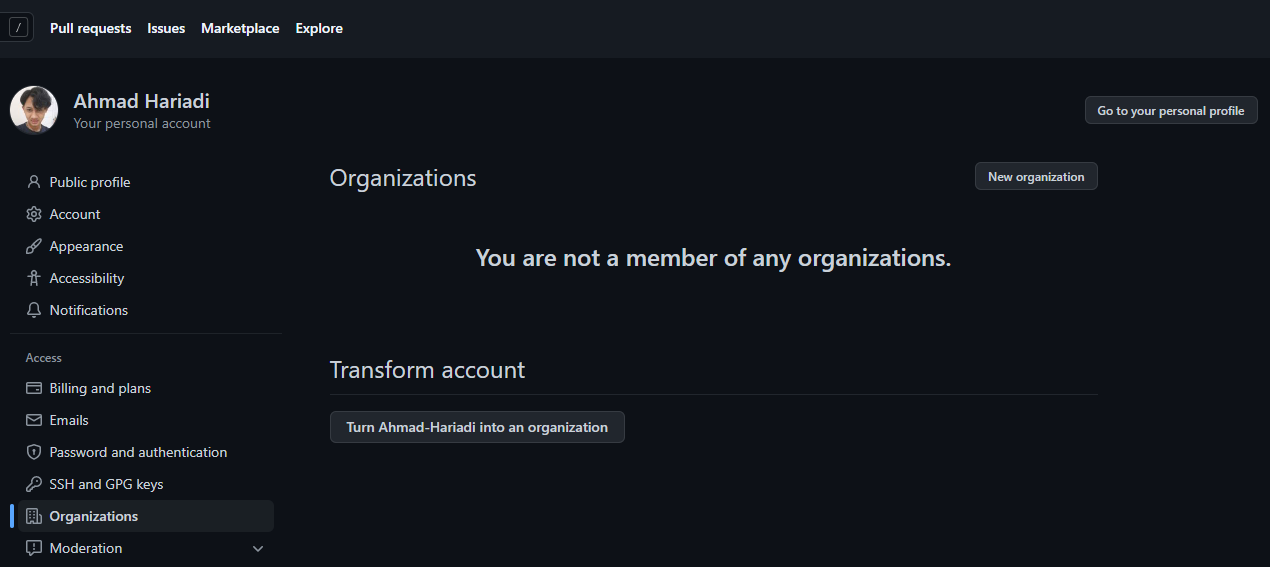 /
Pull requests Issues Marketplace Explore
Ahmad Hariadi
Your personal account
Go to your personal profile
Public profile
Account
Appearance
Accessibility
Notifications
Access
Billing and plans
Emails
Password and authentication
SSH and GPG keys
Organizations
Moderation
Organizations
New organization
You are not a member of any organizations.
Transform account
Turn Ahmad-Hariadi into an organization